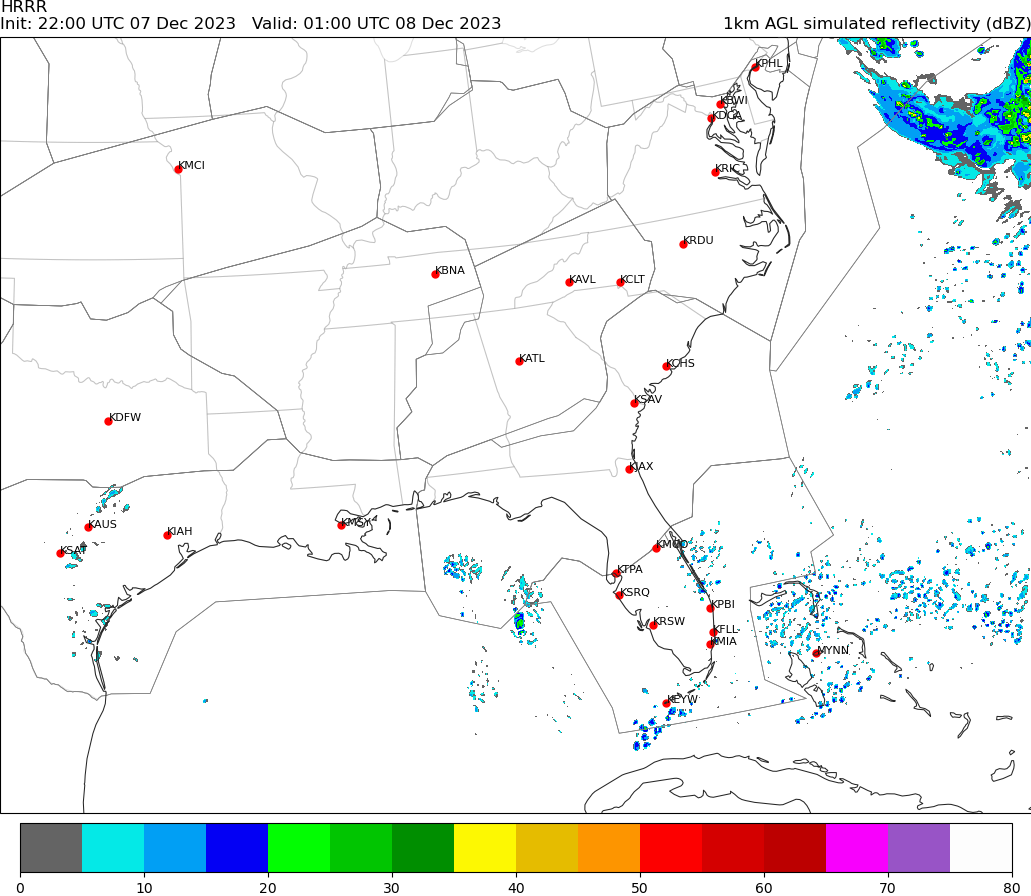 HRRR
Init: 22:00 UTC 07 Dec 2023   Valid: 01:00 UTC 08 Dec 2023   1km AGL simulated reflectivity (dBZ)
KPHL
KBWI
KDCA
KMCI
KRIC
KRDU
KBNA
KAVL
KCLT
KATL
KCHS
KSAV
KDFW
KJAX
KAUS
KMSY
KIAH
KSAT
KMCO
KTPA
KSRQ
KPBI
KRSW
KFLL
KMIA
MYNN
KEYW
0 10 20 30 40 50 60 70 80